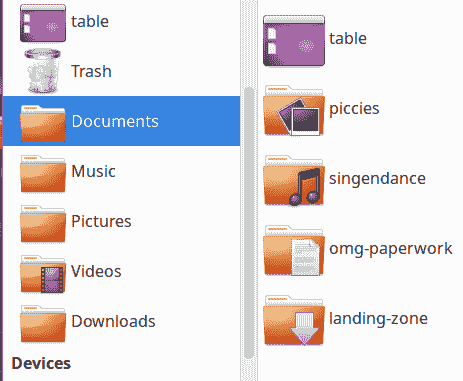 table
Trash
Documents
Music
Pictures
Videos
Downloads
Devices
table
piccies
singendance
omg-paperwork
landing-zone